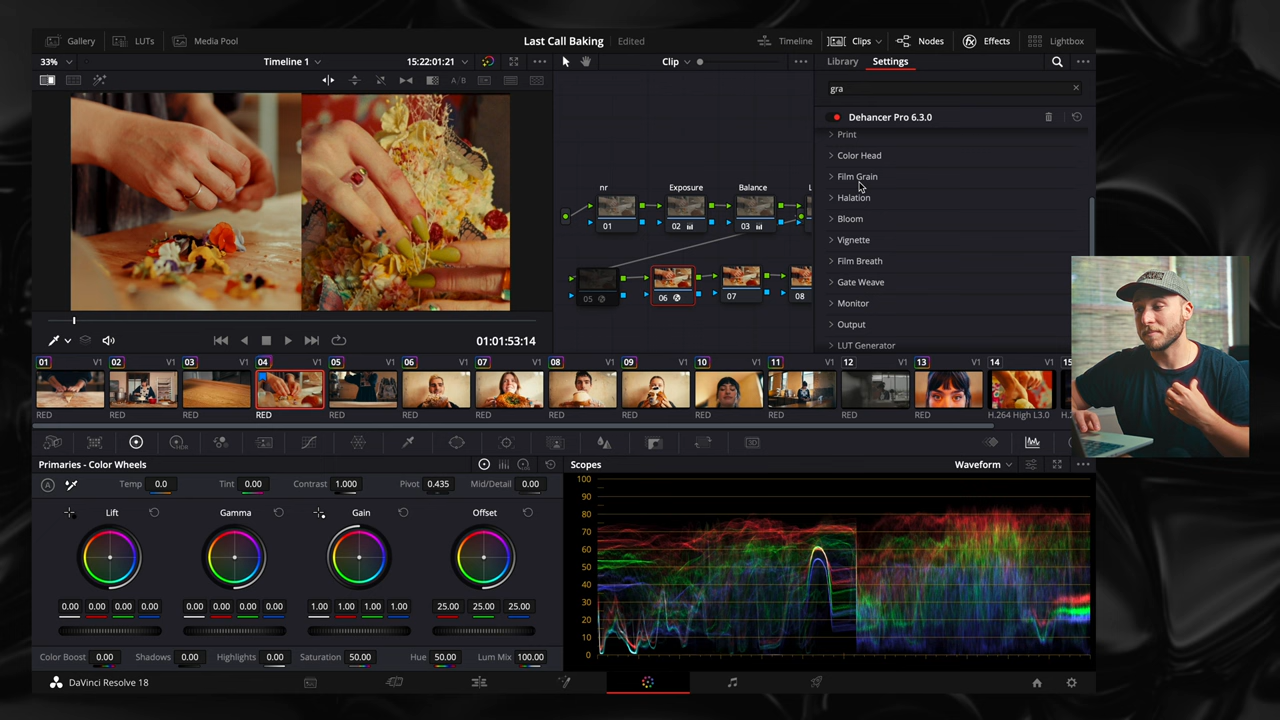 Gallery LUTs Media Pool Last Call Baking Edited Timeline Clips Nodes Effects Lightbox
33% Timeline 1 15:22:01:21 Clip Library Settings
A/B
gra
Dehancer Pro 6.3.0
Print
Color Head
Film Grain
Halation
Bloom
Vignette
Film Breath
Gate Weave
Monitor
Output
LUT Generator
nr Exposure Balance L
01 02 03
05 06 07 08
01:01:53:14
01 V1 02 V1 03 V1 04 V1 05 V1 06 V1 07 V1 08 V1 09 V1 10 V1 11 V1 12 V1 13 V1 14 V1 15
RED RED RED RED RED RED RED RED RED RED RED RED RED H.264 High L3.0
HDR 3D
Primaries - Color Wheels Scopes Waveform
A Temp 0.0 Tint 0.00 Contrast 1.000 Pivot 0.435 Mid/Detail 0.00
Lift Gamma Gain Offset
0.00 0.00 0.00 0.00 0.00 0.00 0.00 0.00 1.00 1.00 1.00 1.00 25.00 25.00 25.00
Color Boost 0.00 Shadows 0.00 Highlights 0.00 Saturation 50.00 Hue 50.00 Lum Mix 100.00
100
90
80
70
60
50
40
30
20
10
0
DaVinci Resolve 18